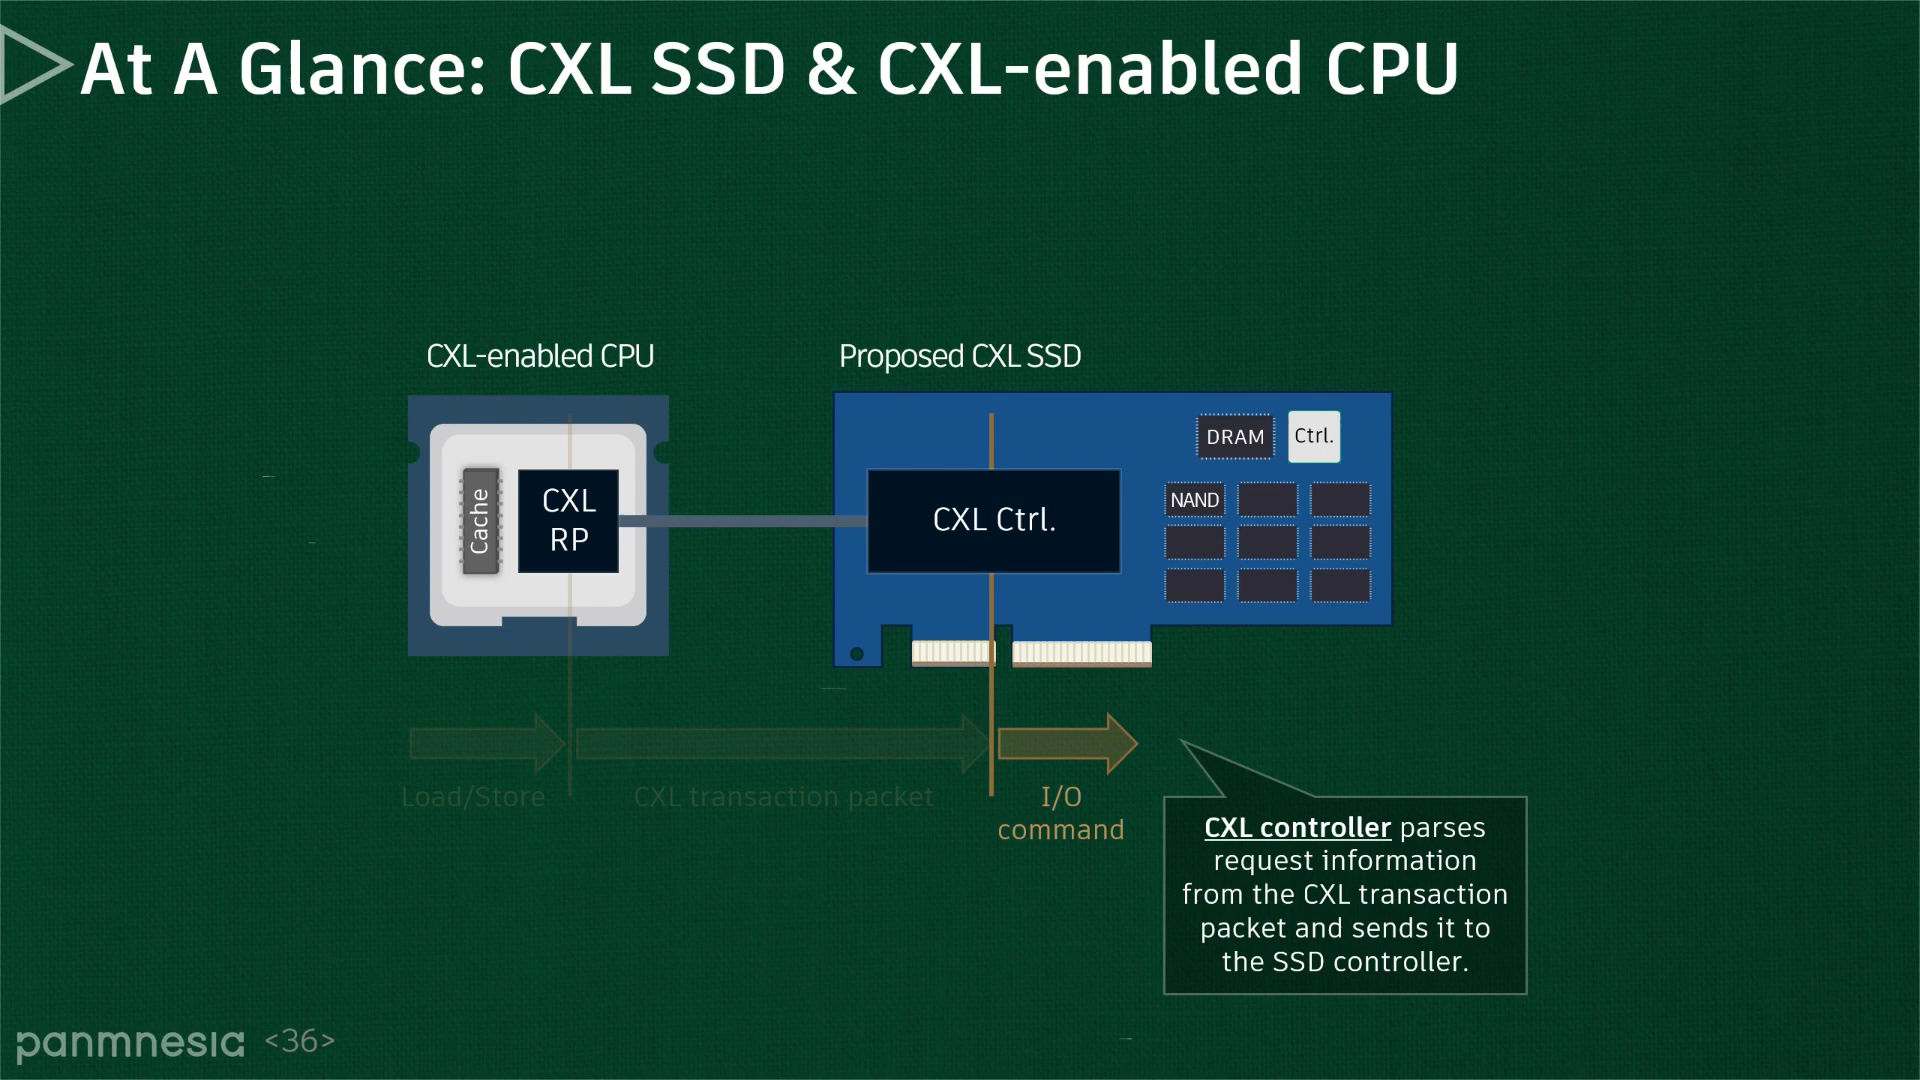 At A Glance: CXL SSD & CXL-enabled CPU
CXL-enabled CPU
Proposed CXL SSD
Cache
CXL
RP
CXL Ctrl.
DRAM
Ctrl.
NAND
Load/Store
CXL transaction packet
I/O
command
CXL controller parses
request information
from the CXL transaction
packet and sends it to
the SSD controller.
panmnesia <36>